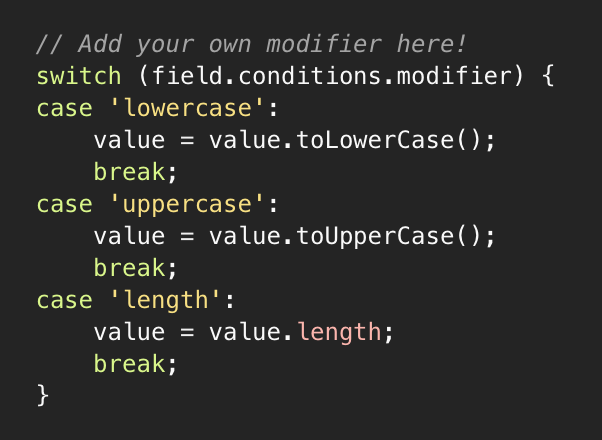 // Add your own modifier here!
switch (field.conditions.modifier) {
case 'lowercase':
    value = value.toLowerCase();
    break;
case 'uppercase':
    value = value.toUpperCase();
    break;
case 'length':
    value = value.length;
    break;
}